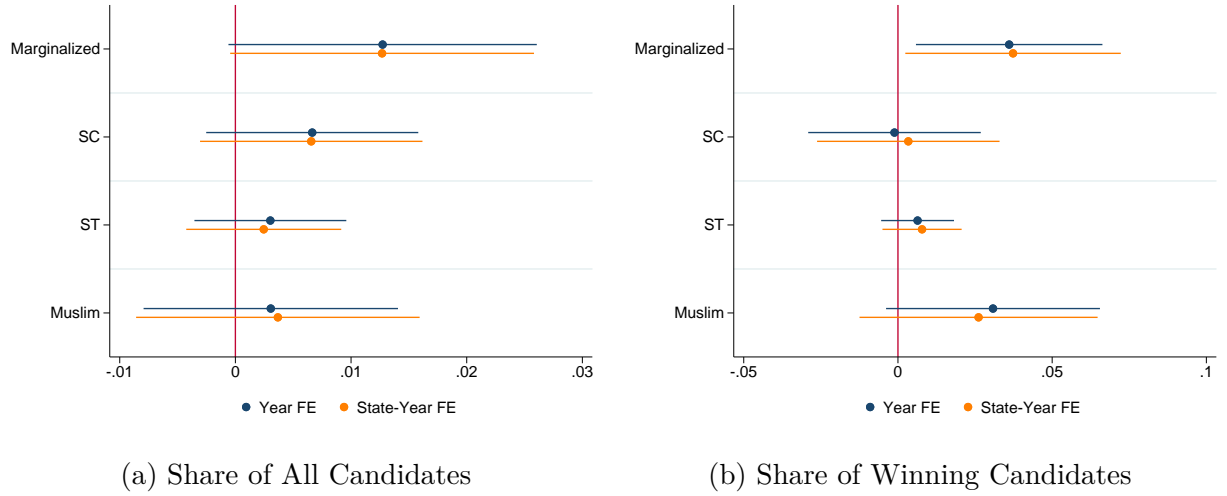 Marginalized
SC
ST
Muslim
-.01 0 .01 .02 .03
Year FE State-Year FE
(a) Share of All Candidates
Marginalized
SC
ST
Muslim
-.05 0 .05 .1
Year FE State-Year FE
(b) Share of Winning Candidates